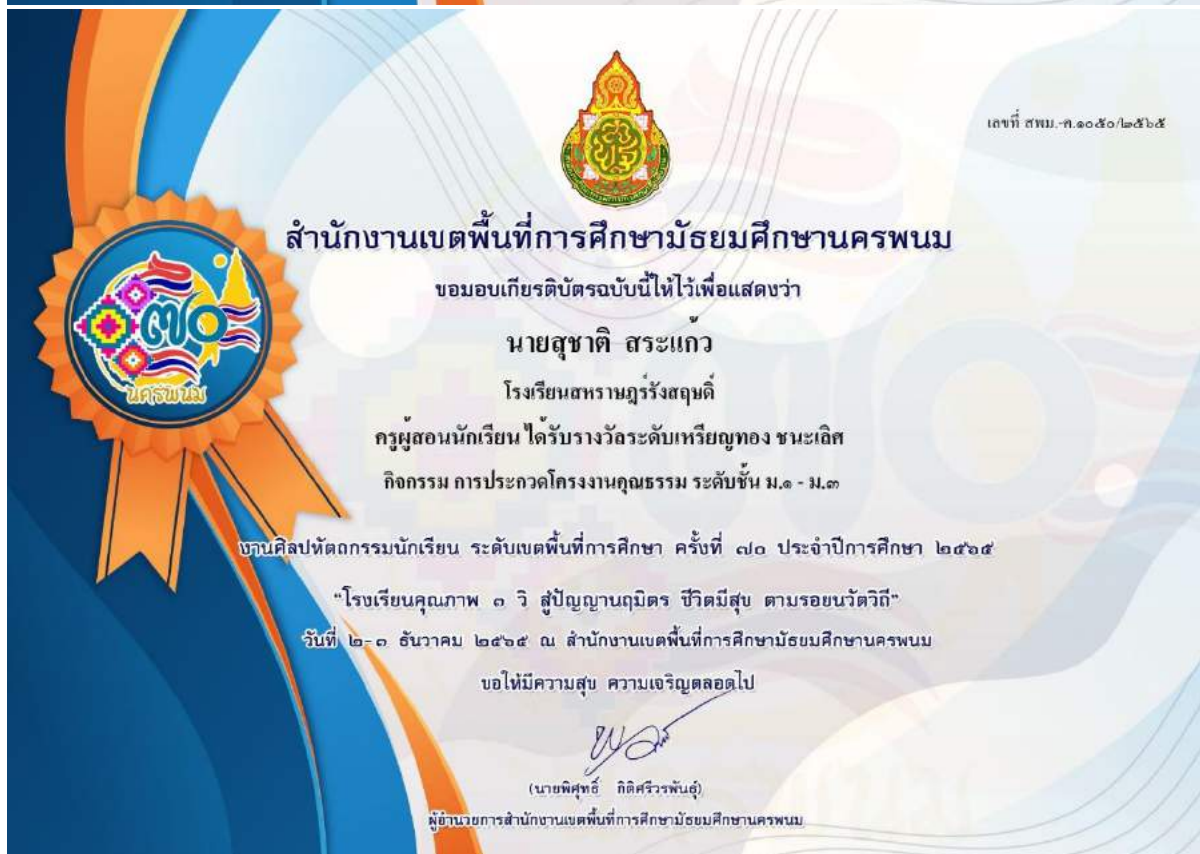 เลขที่ สพม.-ค.๑๐๕๐/๒๕๖๕
สำนักงานเขตพื้นที่การศึกษามัธยมศึกษานครพนม
ขอมอบเกียรติบัตรฉบับนี้ให้ไว้เพื่อแสดงว่า
นายสุชาติ สระแก้ว
โรงเรียนสหราษฎร์รังสฤษดิ์
ครูผู้สอนนักเรียน ได้รับรางวัลระดับเหรียญทอง ชนะเลิศ
กิจกรรม การประกวดโครงงานคุณธรรม ระดับชั้น ม.๑ - ม.๓
๗๐
นครพนม
งานศิลปหัตถกรรมนักเรียน ระดับเขตพื้นที่การศึกษา ครั้งที่ ๗๐ ประจำปีการศึกษา ๒๕๖๕
“โรงเรียนคุณภาพ ๓ วิ สู่ปัญญานฤมิตร ชีวิตมีสุข ตามรอยนวัตวิถี”
วันที่ ๒-๓ ธันวาคม ๒๕๖๕ ณ สำนักงานเขตพื้นที่การศึกษามัธยมศึกษานครพนม
ขอให้มีความสุข ความเจริญตลอดไป
(นายพิศุทธิ์ กิติศรีวรพันธุ์)
ผู้อำนวยการสำนักงานเขตพื้นที่การศึกษามัธยมศึกษานครพนม